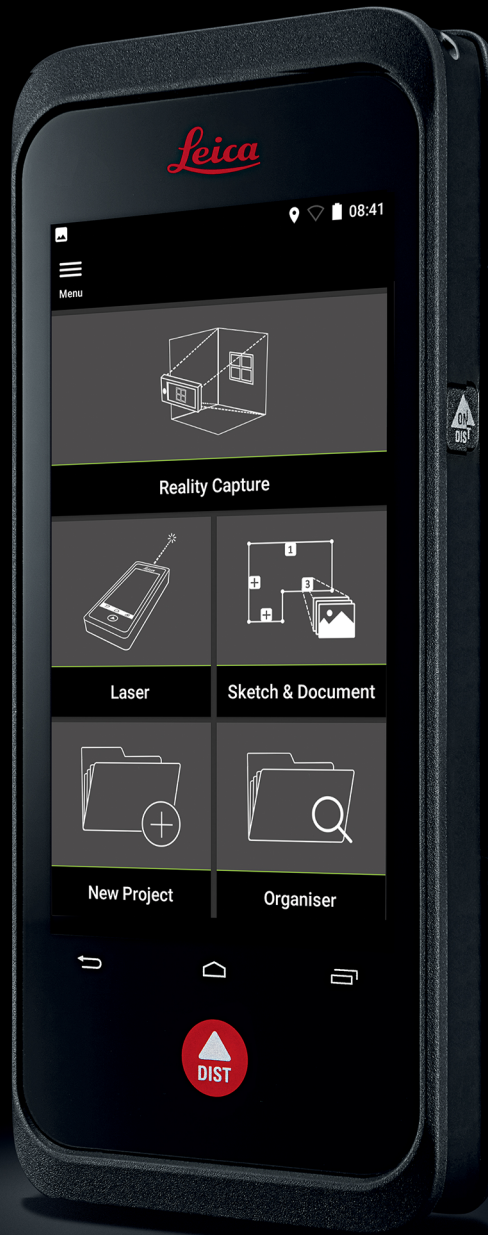 Leica
08:41
Menu
Reality Capture
1
3
Laser
Sketch & Document
New Project
Organiser
DIST
ON
DIST